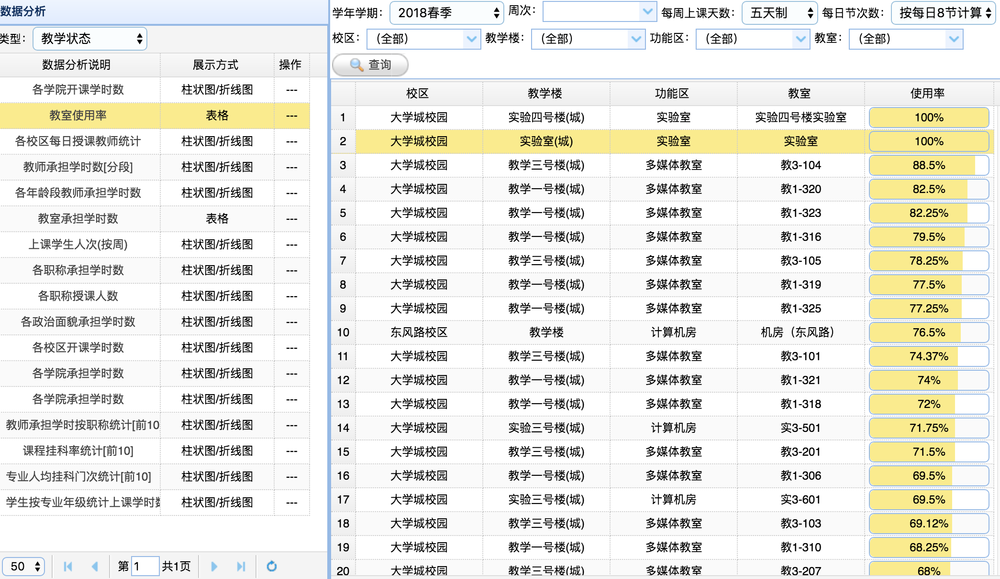 数据分析
类型： 教学状态
数据分析说明 展示方式 操作
各学院开课学时数 柱状图/折线图 ---
教室使用率 表格 ---
各校区每日授课教师统计 柱状图/折线图 ---
教师承担学时数[分段] 柱状图/折线图 ---
各年龄段教师承担学时数 柱状图/折线图 ---
教室承担学时数 表格 ---
上课学生人次(按周) 柱状图/折线图 ---
各职称承担学时数 柱状图/折线图 ---
各职称授课人数 柱状图/折线图 ---
各政治面貌承担学时数 柱状图/折线图 ---
各校区开课学时数 柱状图/折线图 ---
各学院承担学时数 柱状图/折线图 ---
各学院承担学时数 柱状图/折线图 ---
教师承担学时按职称统计[前10 柱状图/折线图 ---
课程挂科率统计[前10] 柱状图/折线图 ---
专业人均挂科门次统计[前10] 柱状图/折线图 ---
学生按专业年级统计上课学时数 柱状图/折线图 ---
50 第 1 共1页
学年学期： 2018春季 周次： 每周上课天数： 五天制 每日节次数： 按每日8节计算
校区： (全部) 教学楼： (全部) 功能区： (全部) 教室： (全部)
查询
校区 教学楼 功能区 教室 使用率
1 大学城校园 实验四号楼(城) 实验室 实验四号楼实验室 100%
2 大学城校园 实验室(城) 实验室 实验室 100%
3 大学城校园 教学三号楼(城) 多媒体教室 教3-104 88.5%
4 大学城校园 教学一号楼(城) 多媒体教室 教1-320 82.5%
5 大学城校园 教学一号楼(城) 多媒体教室 教1-323 82.25%
6 大学城校园 教学一号楼(城) 多媒体教室 教1-316 79.5%
7 大学城校园 教学三号楼(城) 多媒体教室 教3-105 78.25%
8 大学城校园 教学一号楼(城) 多媒体教室 教1-319 77.5%
9 大学城校园 教学一号楼(城) 多媒体教室 教1-325 77.25%
10 东风路校区 教学楼 计算机房 机房（东风路） 76.5%
11 大学城校园 教学三号楼(城) 多媒体教室 教3-101 74.37%
12 大学城校园 教学一号楼(城) 多媒体教室 教1-321 74%
13 大学城校园 教学一号楼(城) 多媒体教室 教1-318 72%
14 大学城校园 实验三号楼(城) 计算机房 实3-501 71.75%
15 大学城校园 教学三号楼(城) 多媒体教室 教3-201 71.5%
16 大学城校园 教学一号楼(城) 多媒体教室 教1-306 69.5%
17 大学城校园 实验三号楼(城) 计算机房 实3-601 69.5%
18 大学城校园 教学三号楼(城) 多媒体教室 教3-103 69.12%
19 大学城校园 教学一号楼(城) 多媒体教室 教1-310 68.25%
20 大学城校园 教学三号楼(城) 多媒体教室 教3-207 68%